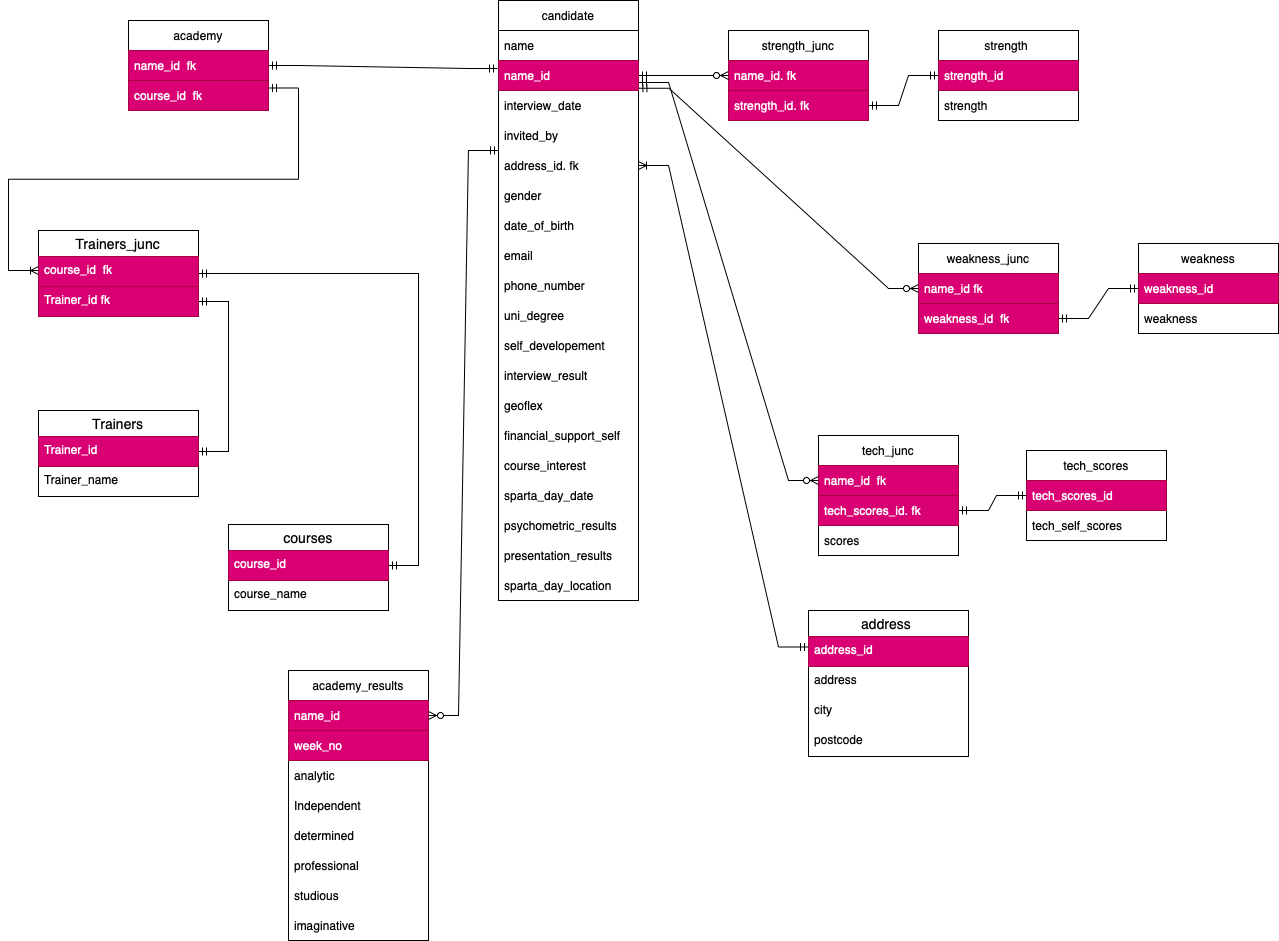 academy
name_id  fk
course_id  fk
candidate
name
name_id
interview_date
invited_by
address_id. fk
gender
date_of_birth
email
phone_number
uni_degree
self_developement
interview_result
geoflex
financial_support_self
course_interest
sparta_day_date
psychometric_results
presentation_results
sparta_day_location
strength_junc
name_id. fk
strength_id. fk
strength
strength_id
strength
Trainers_junc
course_id  fk
Trainer_id fk
weakness_junc
name_id fk
weakness_id  fk
weakness
weakness_id
weakness
Trainers
Trainer_id
Trainer_name
tech_junc
name_id  fk
tech_scores_id. fk
scores
tech_scores
tech_scores_id
tech_self_scores
courses
course_id
course_name
address
address_id
address
city
postcode
academy_results
name_id
week_no
analytic
Independent
determined
professional
studious
imaginative